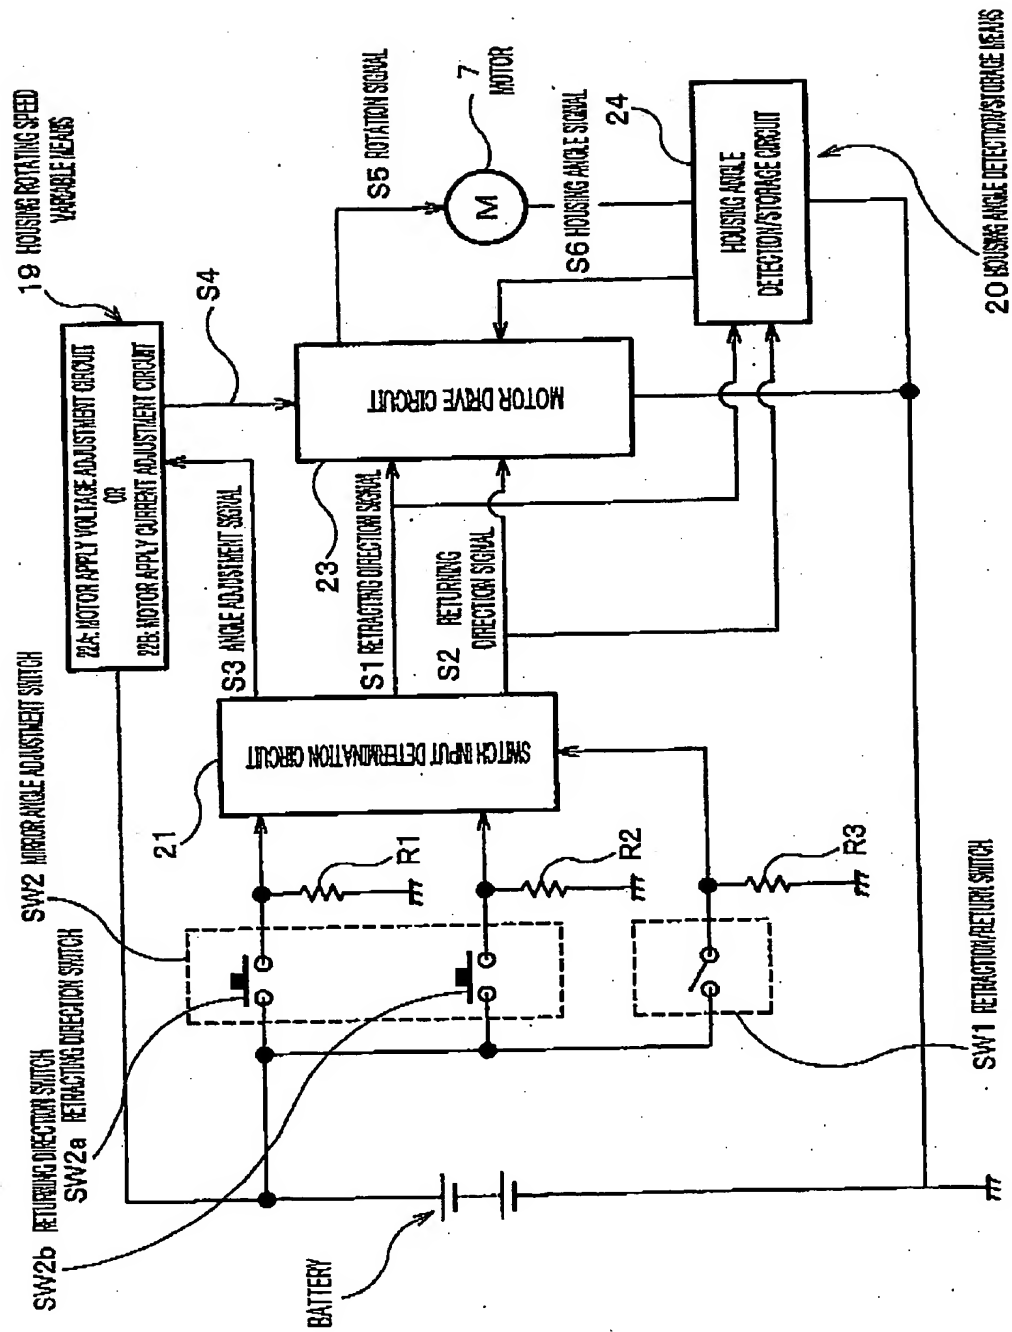 19 HOUSING ROTATING SPEED
VARIABLE MEANS
22A: MOTOR APPLY VOLTAGE ADJUSTMENT CIRCUIT
OR
22B: MOTOR APPLY CURRENT ADJUSTMENT CIRCUIT
S4
S5 ROTATION SIGNAL
7
MOTOR
M
S6 HOUSING ANGLE SIGNAL
24
HOUSING ANGLE
DETECTION/STORAGE CIRCUIT
20 HOUSING ANGLE DETECTION/STORAGE MEANS
MOTOR DRIVE CIRCUIT
23
S3 ANGLE ADJUSTMENT SIGNAL
S1 RETRACTING DIRECTION SIGNAL
S2 RETURNING
DIRECTION SIGNAL
21
SWITCH INPUT DETERMINATION CIRCUIT
SW2 MIRROR ANGLE ADJUSTMENT SWITCH
R1
R2
R3
SW2b RETURNING DIRECTION SWITCH
SW2a RETRACTING DIRECTION SWITCH
SW1 RETRACTION/RETURN SWITCH
BATTERY